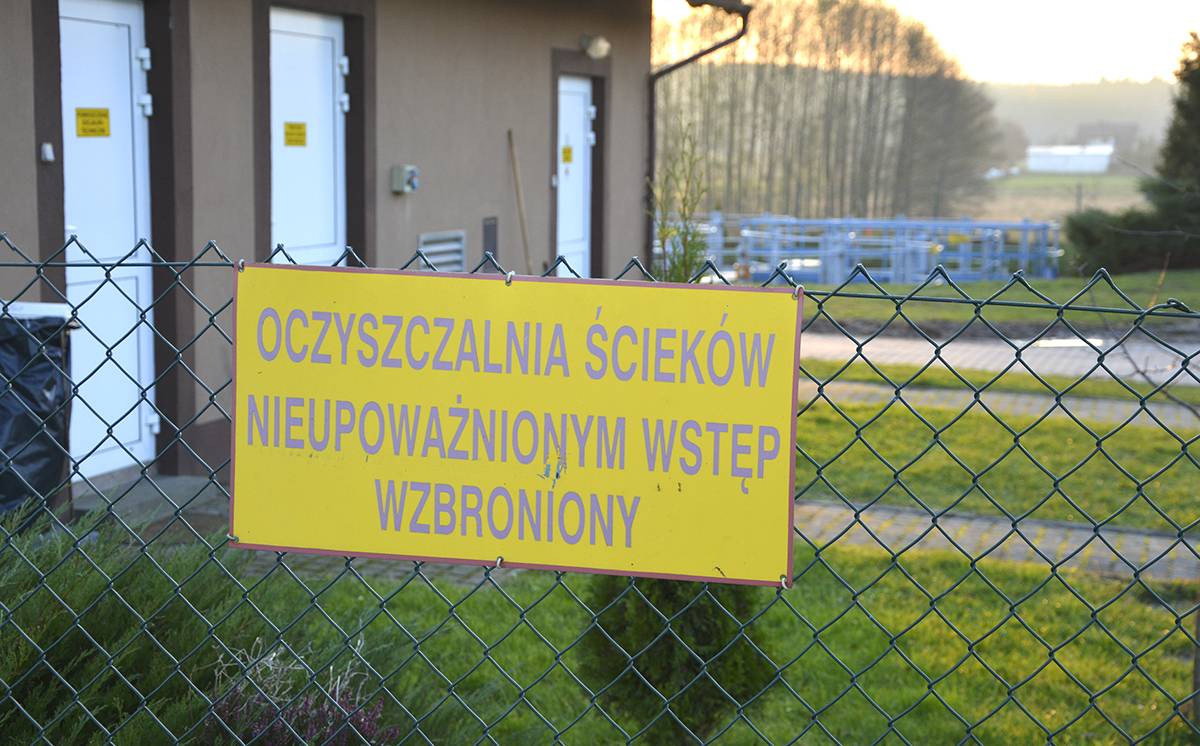 OCZYSZCZALNIA ŚCIEKÓW
NIEUPOWAŻNIONYM WSTĘP
WZBRONIONY